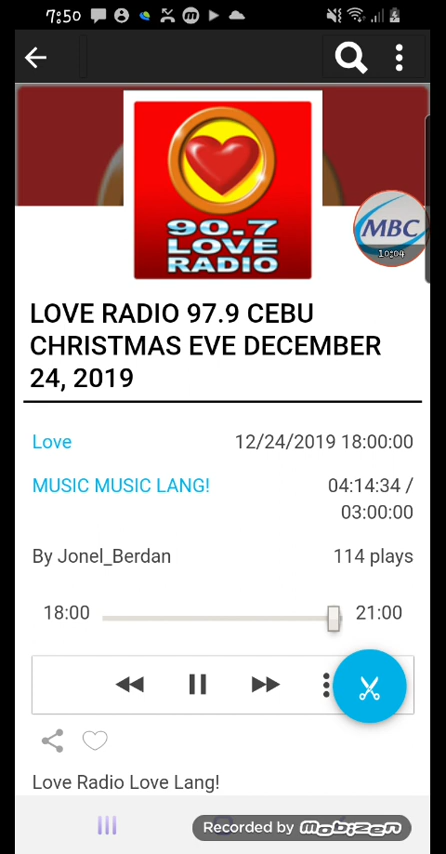 7:50
90.7
LOVE
RADIO
MBC
10:04
LOVE RADIO 97.9 CEBU
CHRISTMAS EVE DECEMBER
24, 2019
Love 12/24/2019 18:00:00
MUSIC MUSIC LANG! 04:14:34 /
03:00:00
By Jonel_Berdan 114 plays
18:00 21:00
Love Radio Love Lang!
Recorded by MOBIZEN